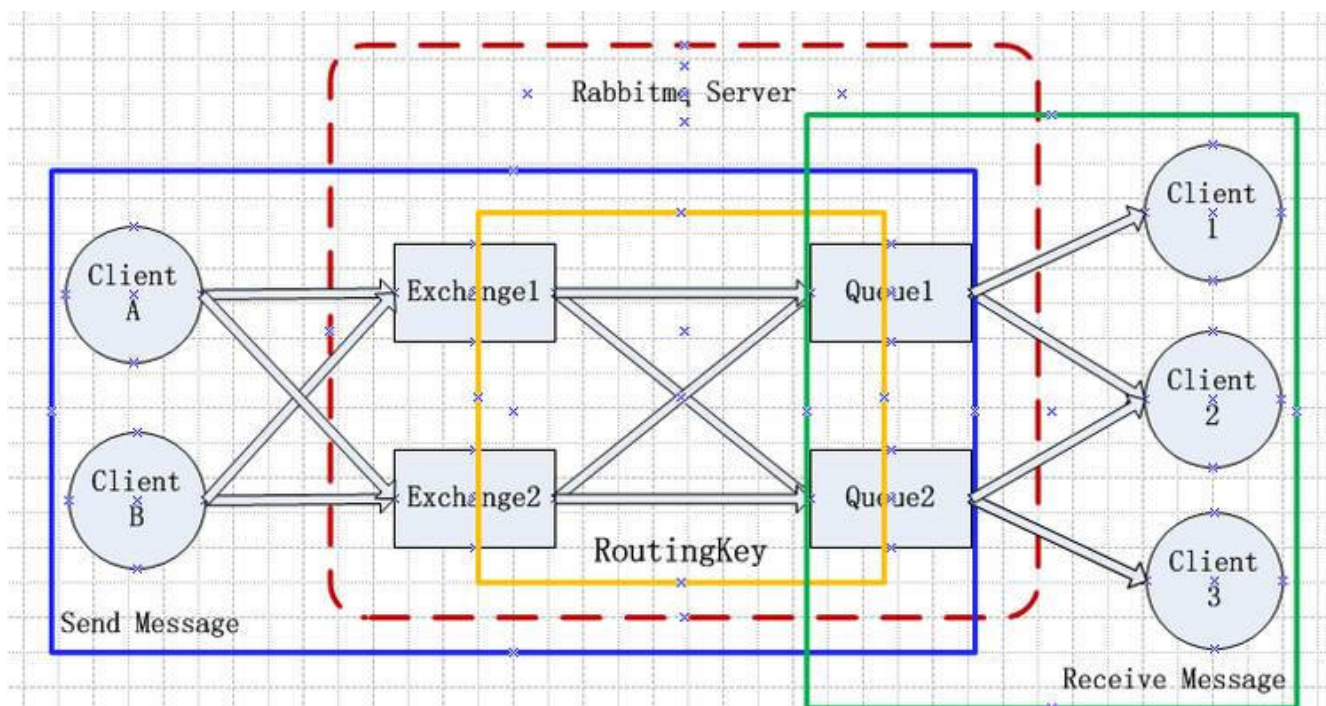 Rabbitmq Server
Client
A
Client
B
Exchange1
Exchange2
Queue1
Queue2
RoutingKey
Client
1
Client
2
Client
3
Send Message
Receive Message